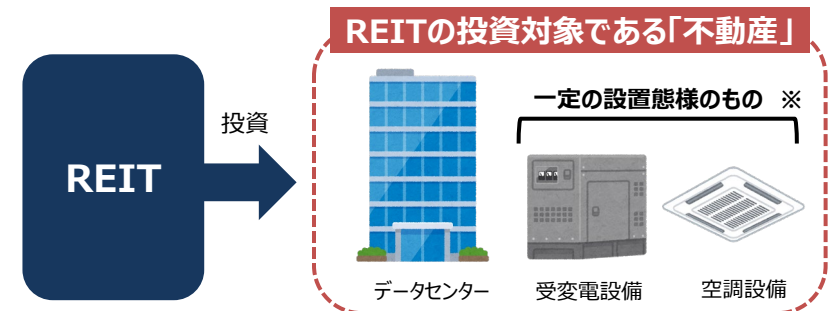 REITの投資対象である「不動産」
一定の設置態様のもの ※
投資
REIT
データセンター
受変電設備
空調設備